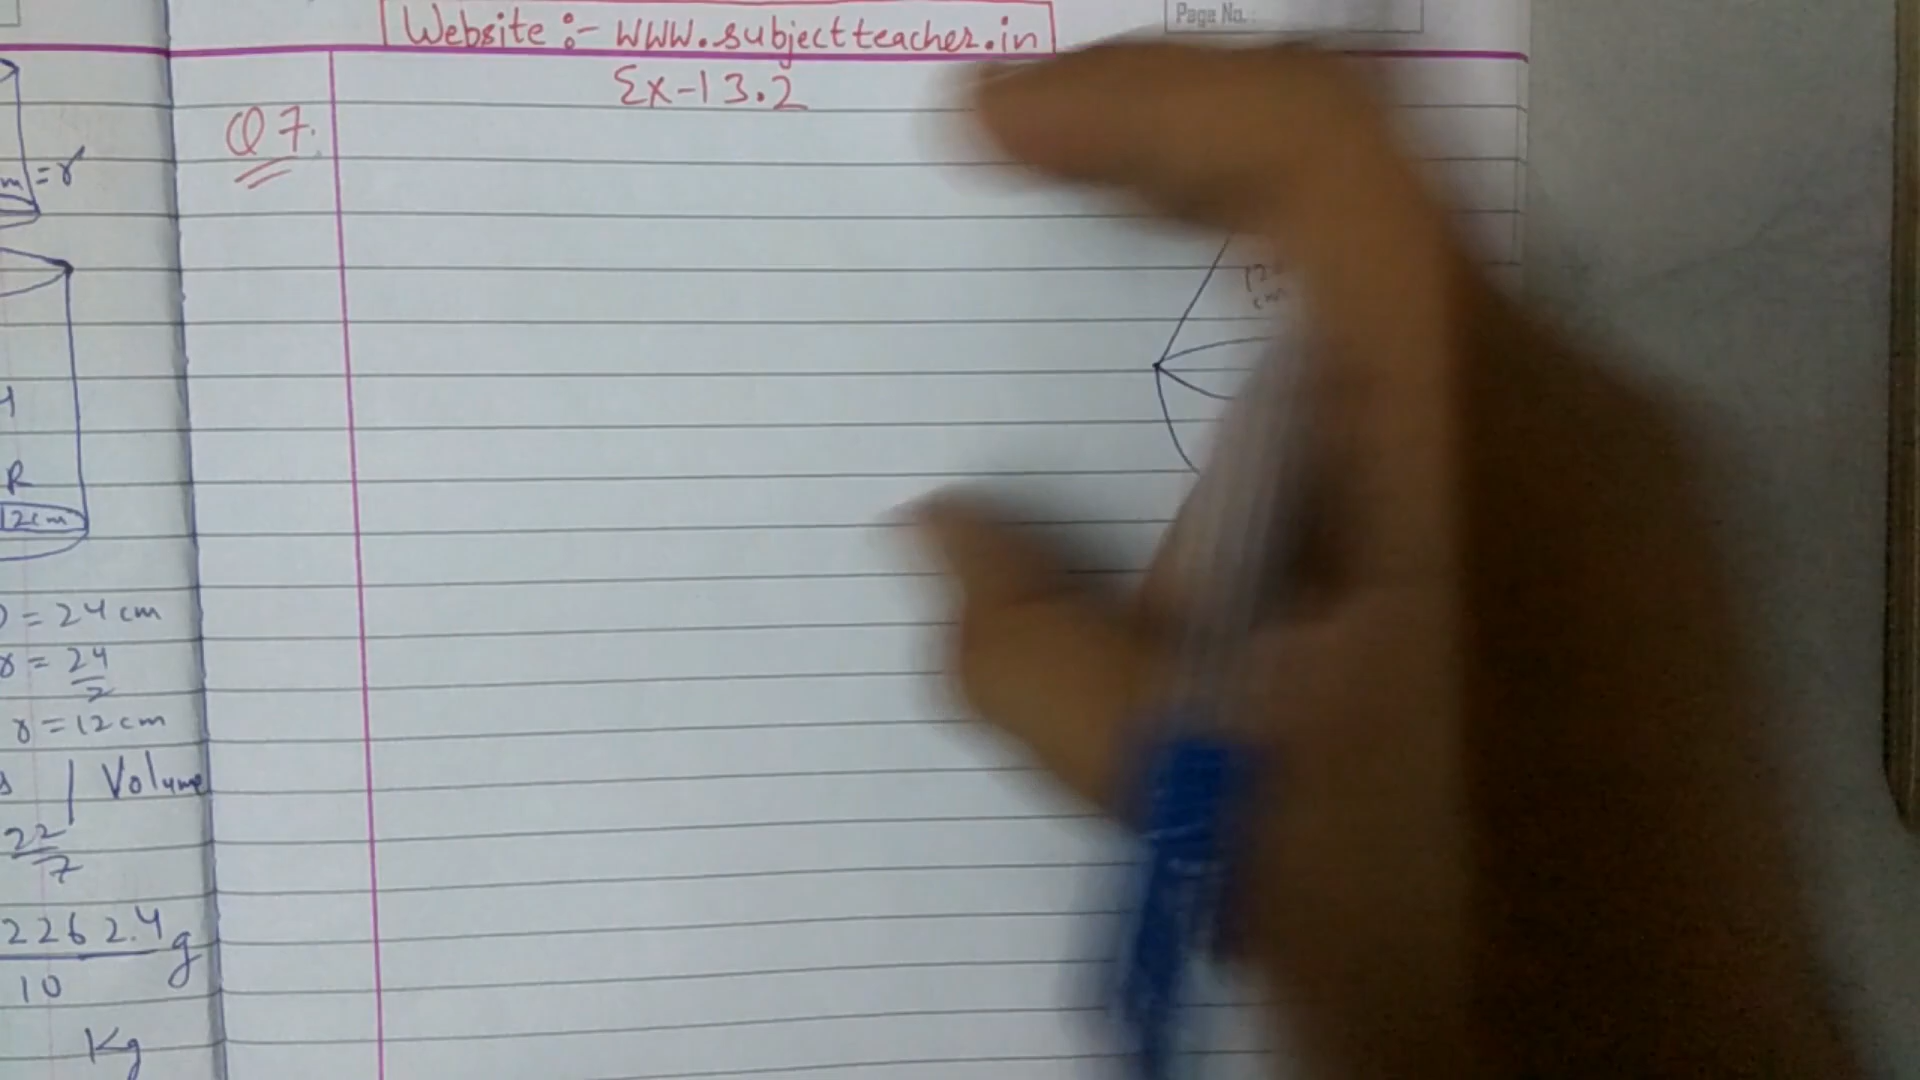 Website :- www.subjectteacher.in
Page No.
Ex-13.2
Q7.
m = r
12
cm
H
R
12cm
= 24 cm
r = 24
2
r = 12cm
Volume
22
7
2262.4 g
10
Kg